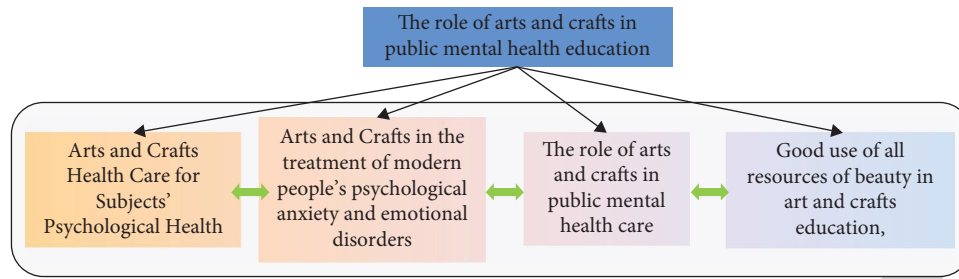 The role of arts and crafts in
public mental health education
Arts and Crafts
Health Care for
Subjects’
Psychological Health
Arts and Crafts in the
treatment of modern
people’s psychological
anxiety and emotional
disorders
The role of arts
and crafts in
public mental
health care
Good use of all
resources of beauty in
art and crafts
education,